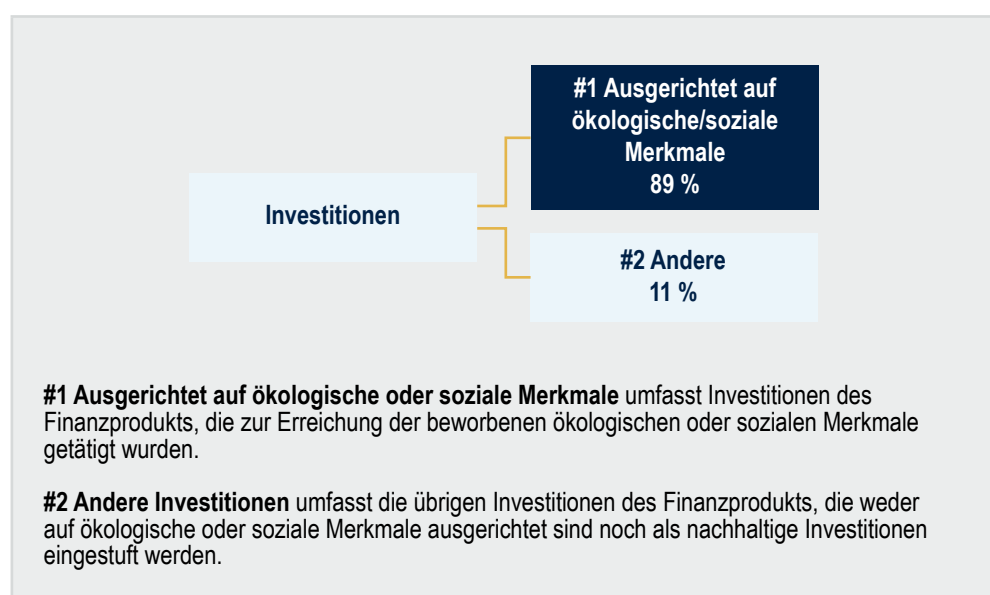 #1 Ausgerichtet auf
ökologische/soziale
Merkmale
89 %
Investitionen
#2 Andere
11 %
#1 Ausgerichtet auf ökologische oder soziale Merkmale umfasst Investitionen des
Finanzprodukts, die zur Erreichung der beworbenen ökologischen oder sozialen Merkmale
getätigt wurden.
#2 Andere Investitionen umfasst die übrigen Investitionen des Finanzprodukts, die weder
auf ökologische oder soziale Merkmale ausgerichtet sind noch als nachhaltige Investitionen
eingestuft werden.